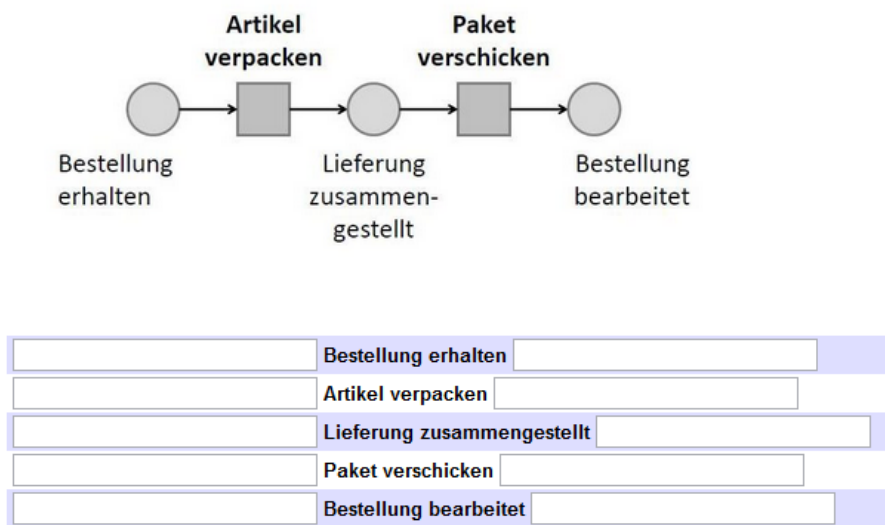 Artikel
verpacken
Paket
verschicken
Bestellung
erhalten
Lieferung
zusammen-
gestellt
Bestellung
bearbeitet
Bestellung erhalten
Artikel verpacken
Lieferung zusammengestellt
Paket verschicken
Bestellung bearbeitet